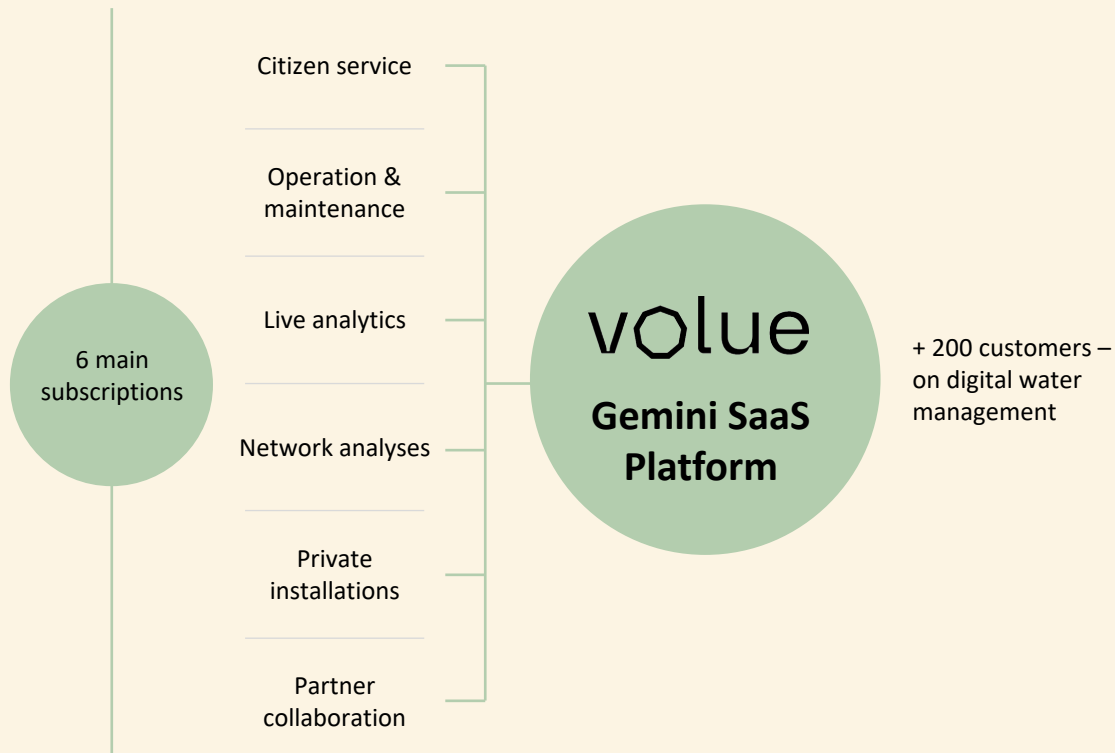 6 main
subscriptions
Citizen service
Operation &
maintenance
Live analytics
Network analyses
Private
installations
Partner
collaboration
volue
Gemini SaaS
Platform
+ 200 customers –
on digital water
management